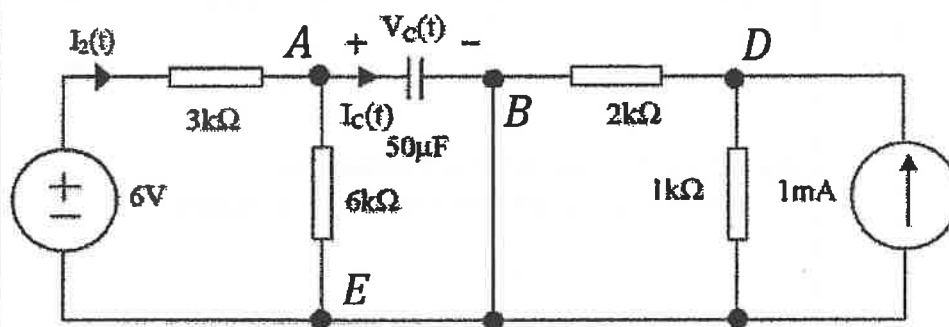 I₂(t)
A
+
V_C(t)
−
D
3kΩ
I_C(t)
50μF
B
2kΩ
+
−
6V
6kΩ
1kΩ
1mA
E